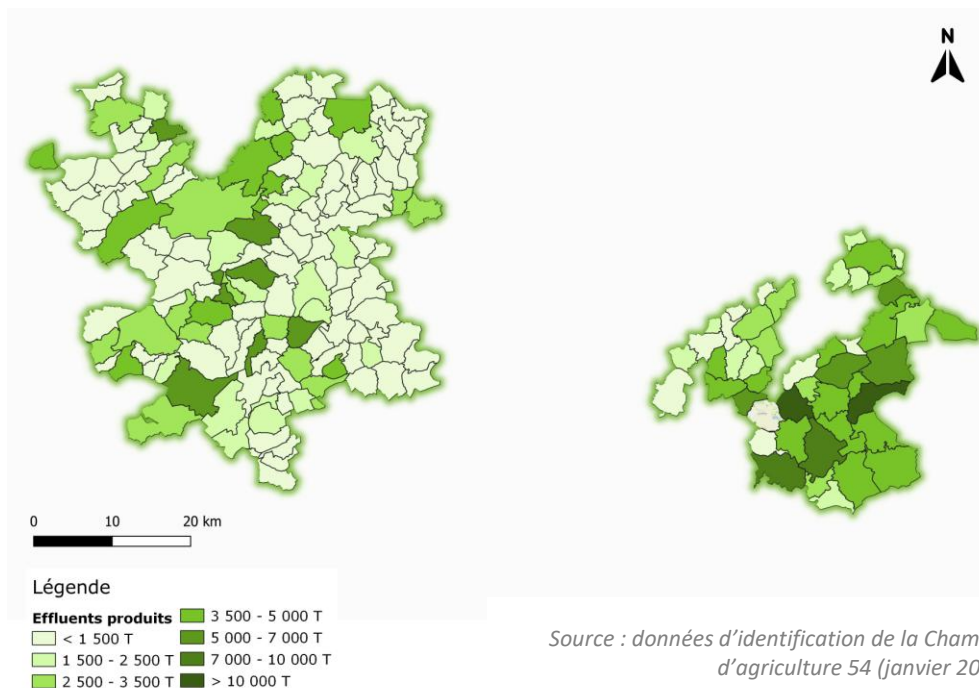 N
0 10 20 km
Légende
Effluents produits
< 1 500 T
1 500 - 2 500 T
2 500 - 3 500 T
3 500 - 5 000 T
5 000 - 7 000 T
7 000 - 10 000 T
> 10 000 T
Source : données d'identification de la Cham
d'agriculture 54 (janvier 20